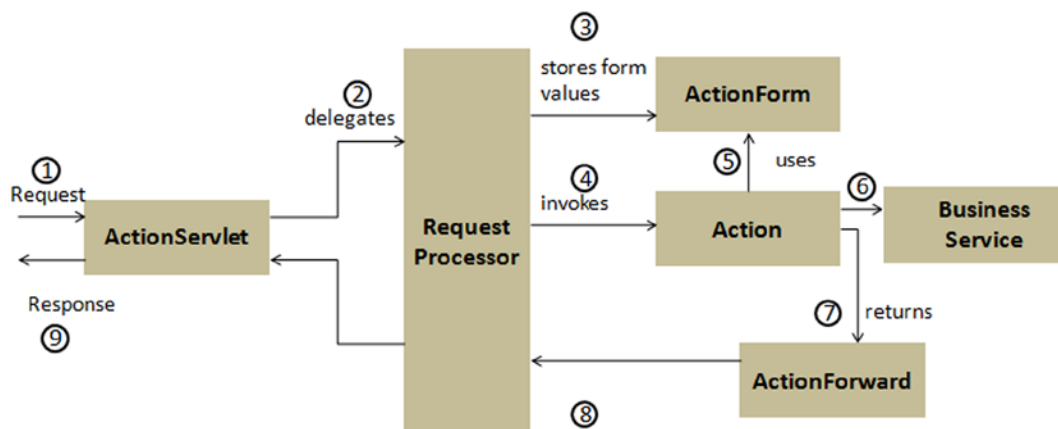 ③
stores form
values
ActionForm
②
delegates
①
Request
ActionServlet
Request
Processor
④
invokes
⑤
uses
Action
⑥
Business
Service
⑦
returns
ActionForward
⑧
Response
⑨